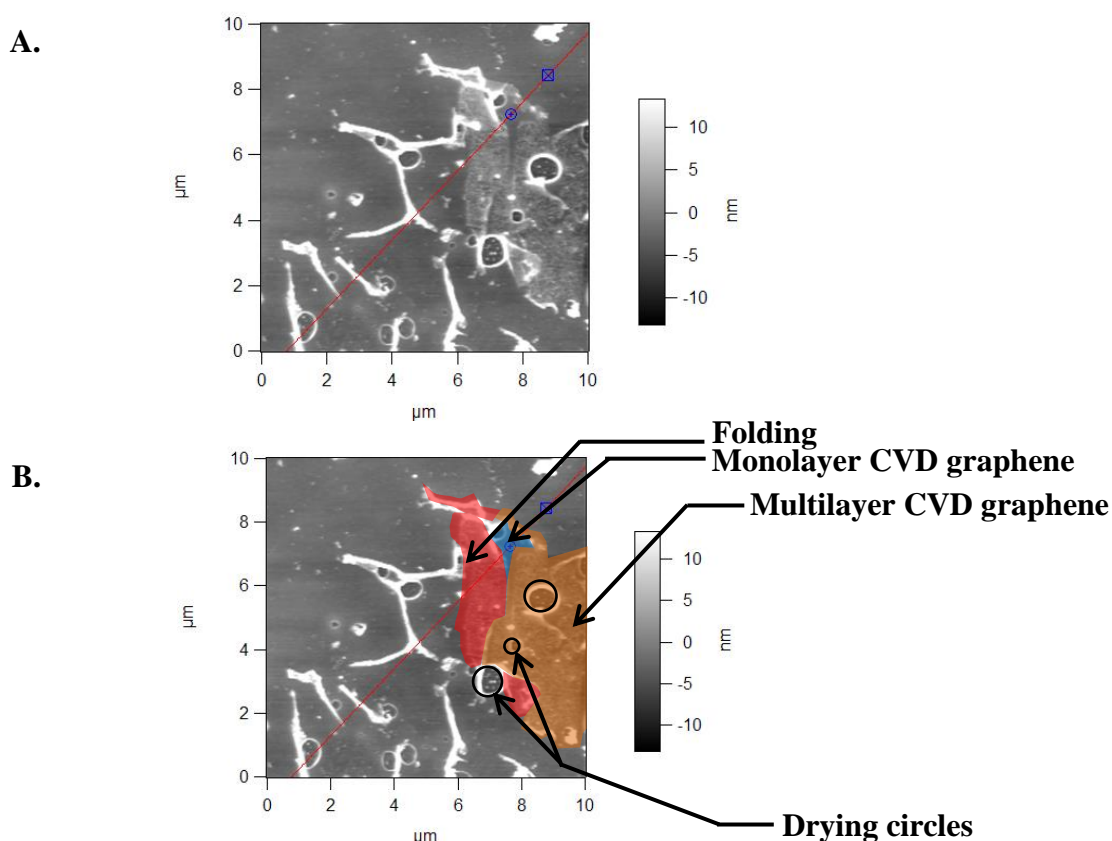 A.
10
8
6
4
2
0
µm
0 2 4 6 8 10
µm
10
5
0
-5
-10
nm
B.
Folding
Monolayer CVD graphene
Multilayer CVD graphene
10
8
6
4
2
0
µm
0 2 4 6 8 10
µm
10
5
0
-5
-10
nm
Drying circles